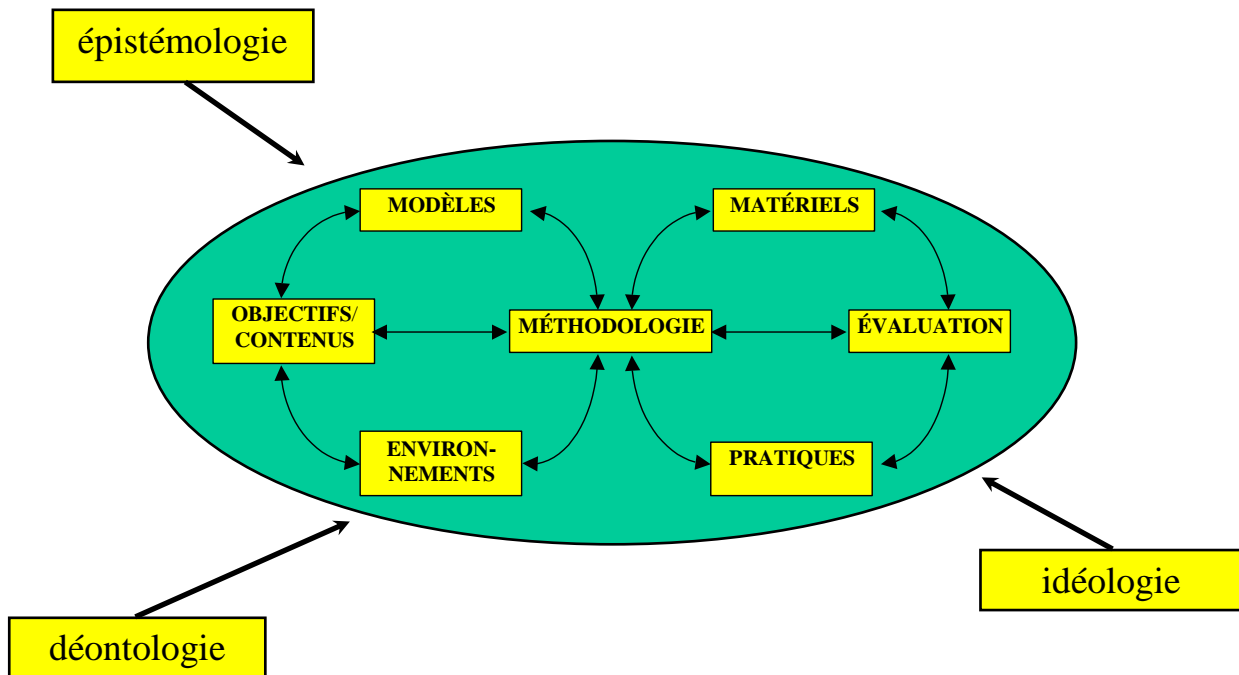 épistémologie
MODÈLES
MATÉRIELS
OBJECTIFS/
CONTENUS
MÉTHODOLOGIE
ÉVALUATION
ENVIRON-
NEMENTS
PRATIQUES
idéologie
déontologie